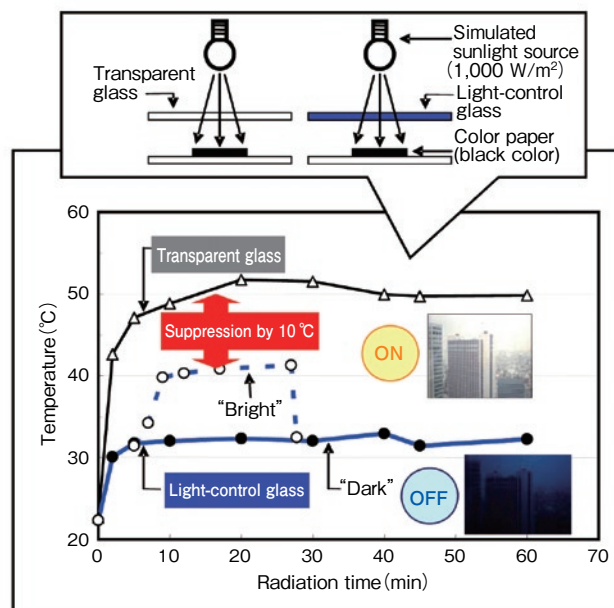 Simulated
sunlight source
(1,000 W/m²)
Transparent
glass
Light-control
glass
Color paper
(black color)
Temperature(℃)
60
50
40
30
20
Transparent glass
Suppression by 10 ℃
ON
“Bright”
Light-control glass
“Dark”
OFF
0 10 20 30 40 50 60 70
Radiation time(min)